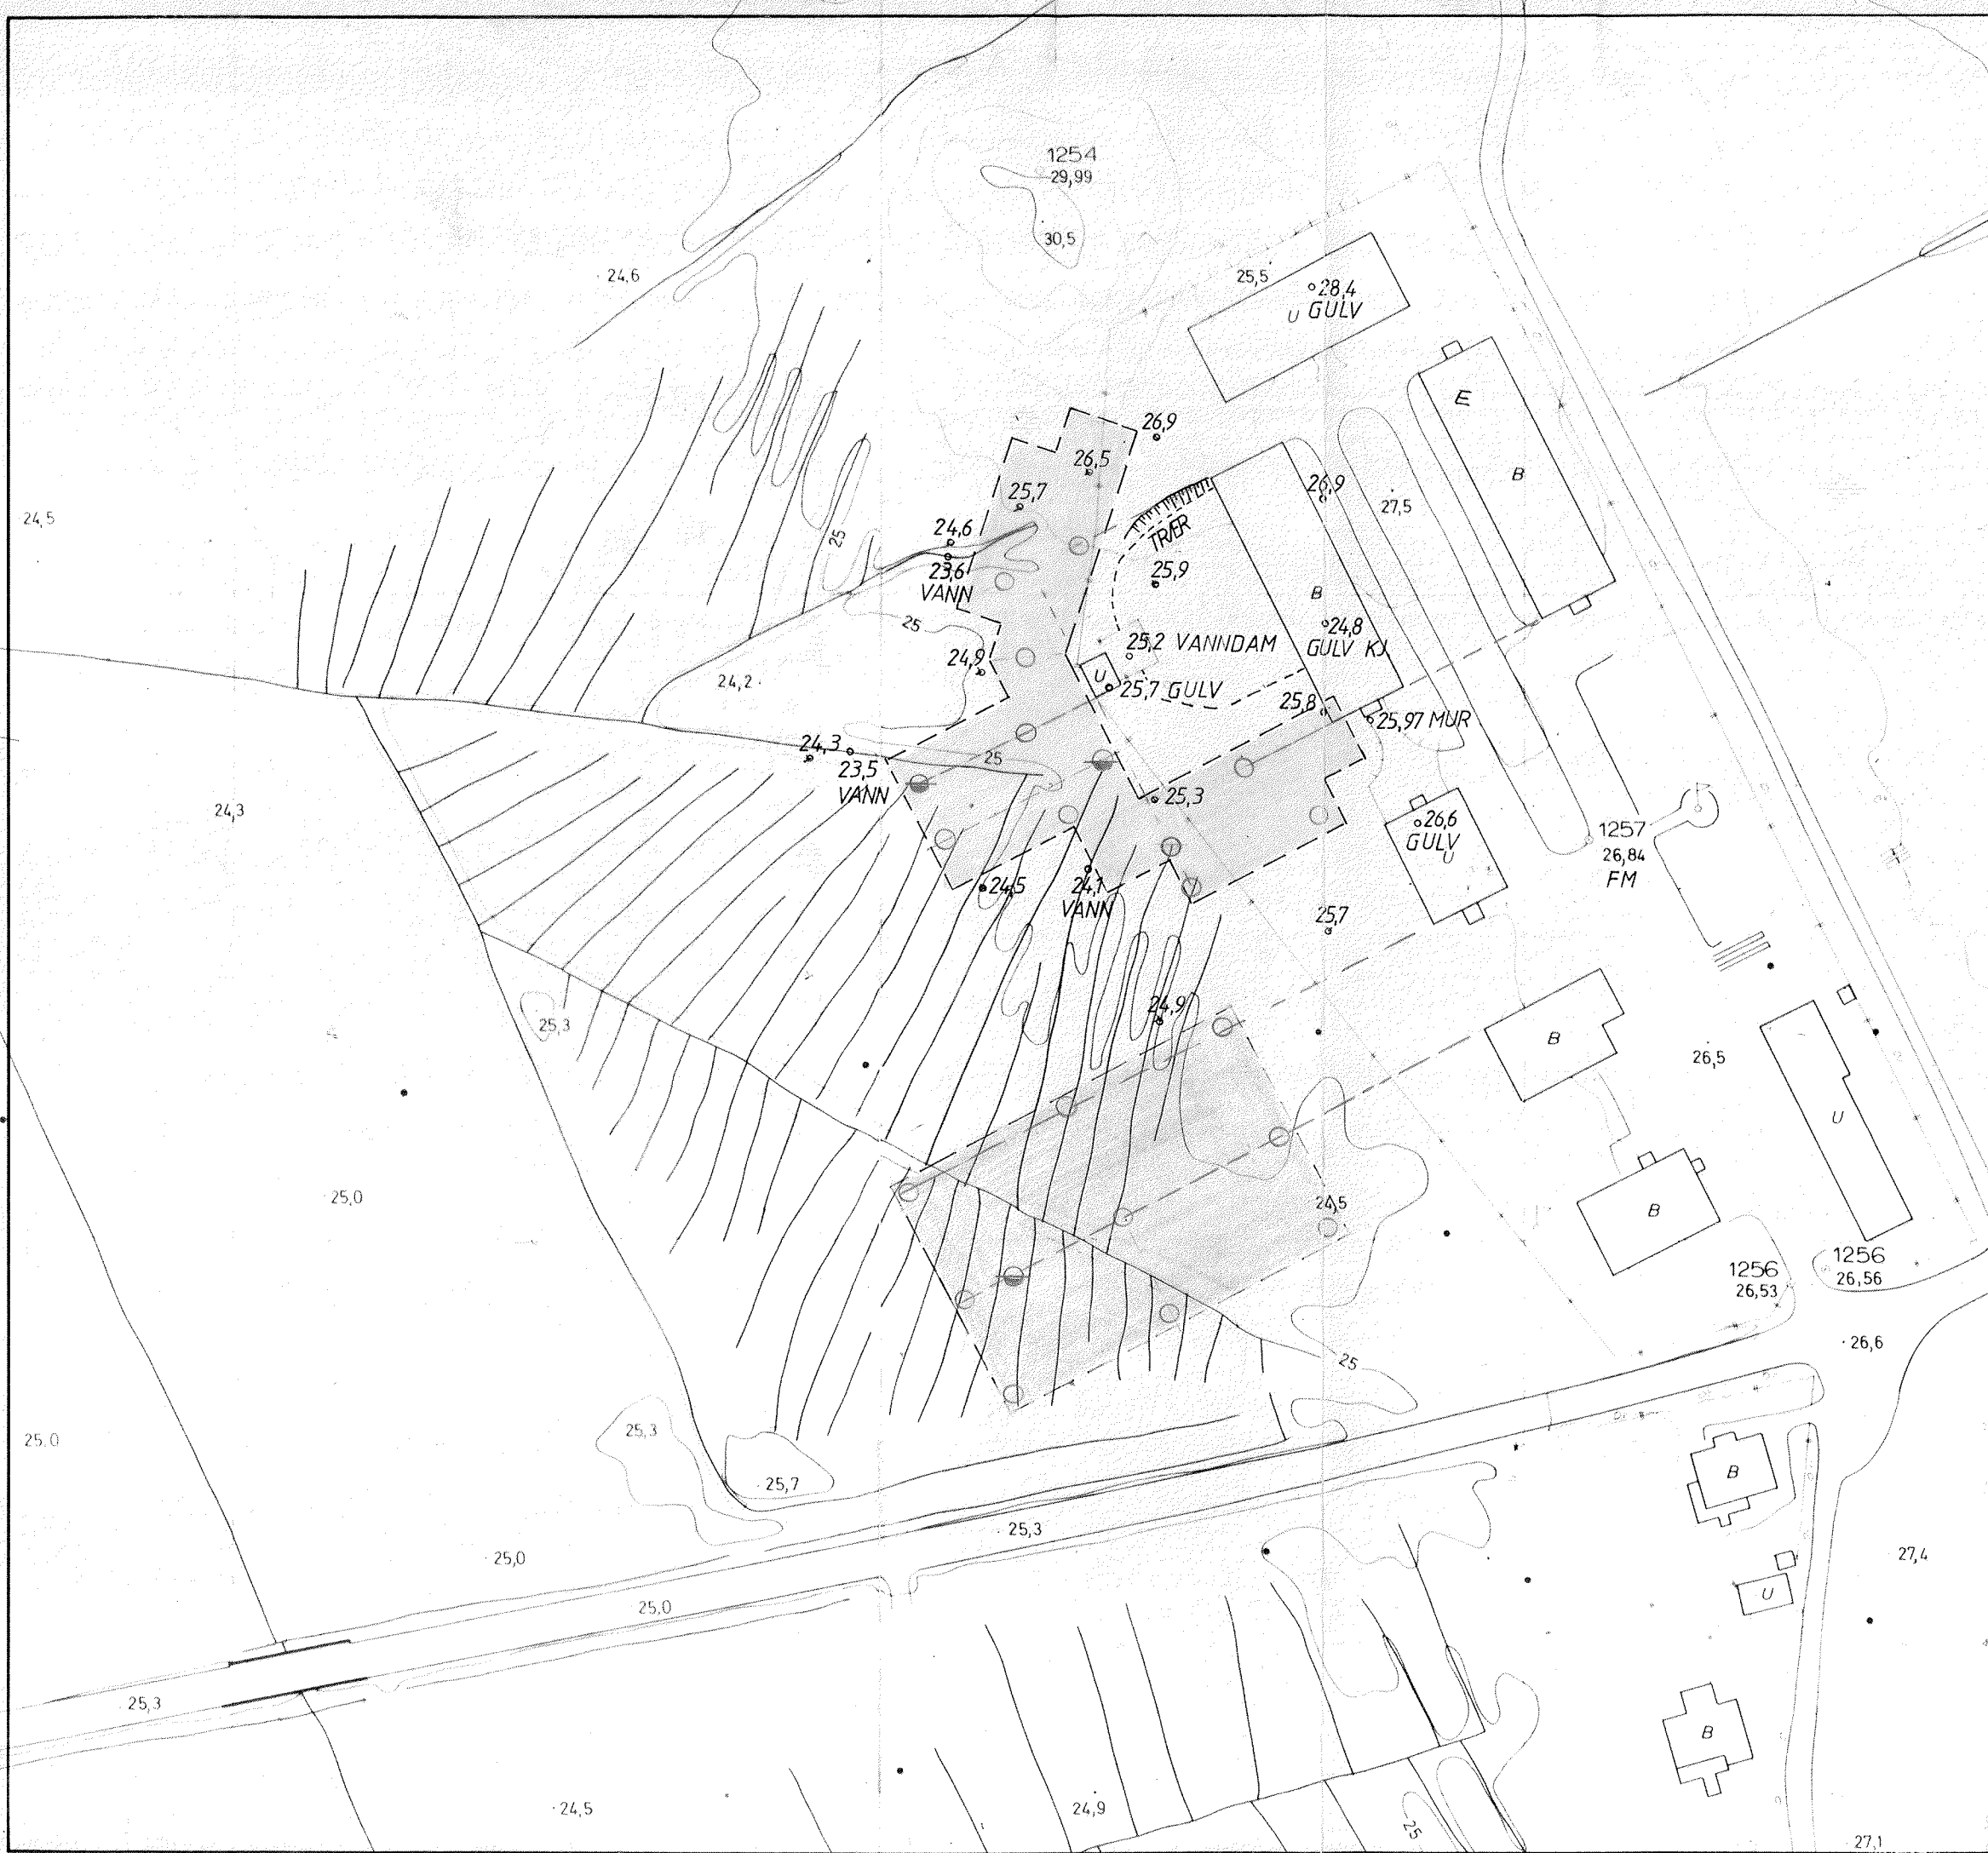 1254
29,99
30,5
24,6
25,5
28,4
U GULV
E
26,9
26,5
25,7
B
26,9
27,5
24,5
24,6
25
TRÆR
23,6
VANN
25,9
B
25
24,8
GULV KJ
25,2 VANNDAM
24,9
U
24,2
25,7 GULV
25,8
25,97 MUR
24,3
23,5
VANN
25
25,3
24,3
26,6
GULV
U
1257
26,84
FM
24,5
24,1
VANN
25,7
24,9
25,3
B
26,5
U
25,0
24,5
B
1256
26,56
1256
26,53
26,6
25
25,3
25.0
B
25,7
25,3
25,0
27,4
25,0
U
25,3
B
24,5
24,9
25
27,1